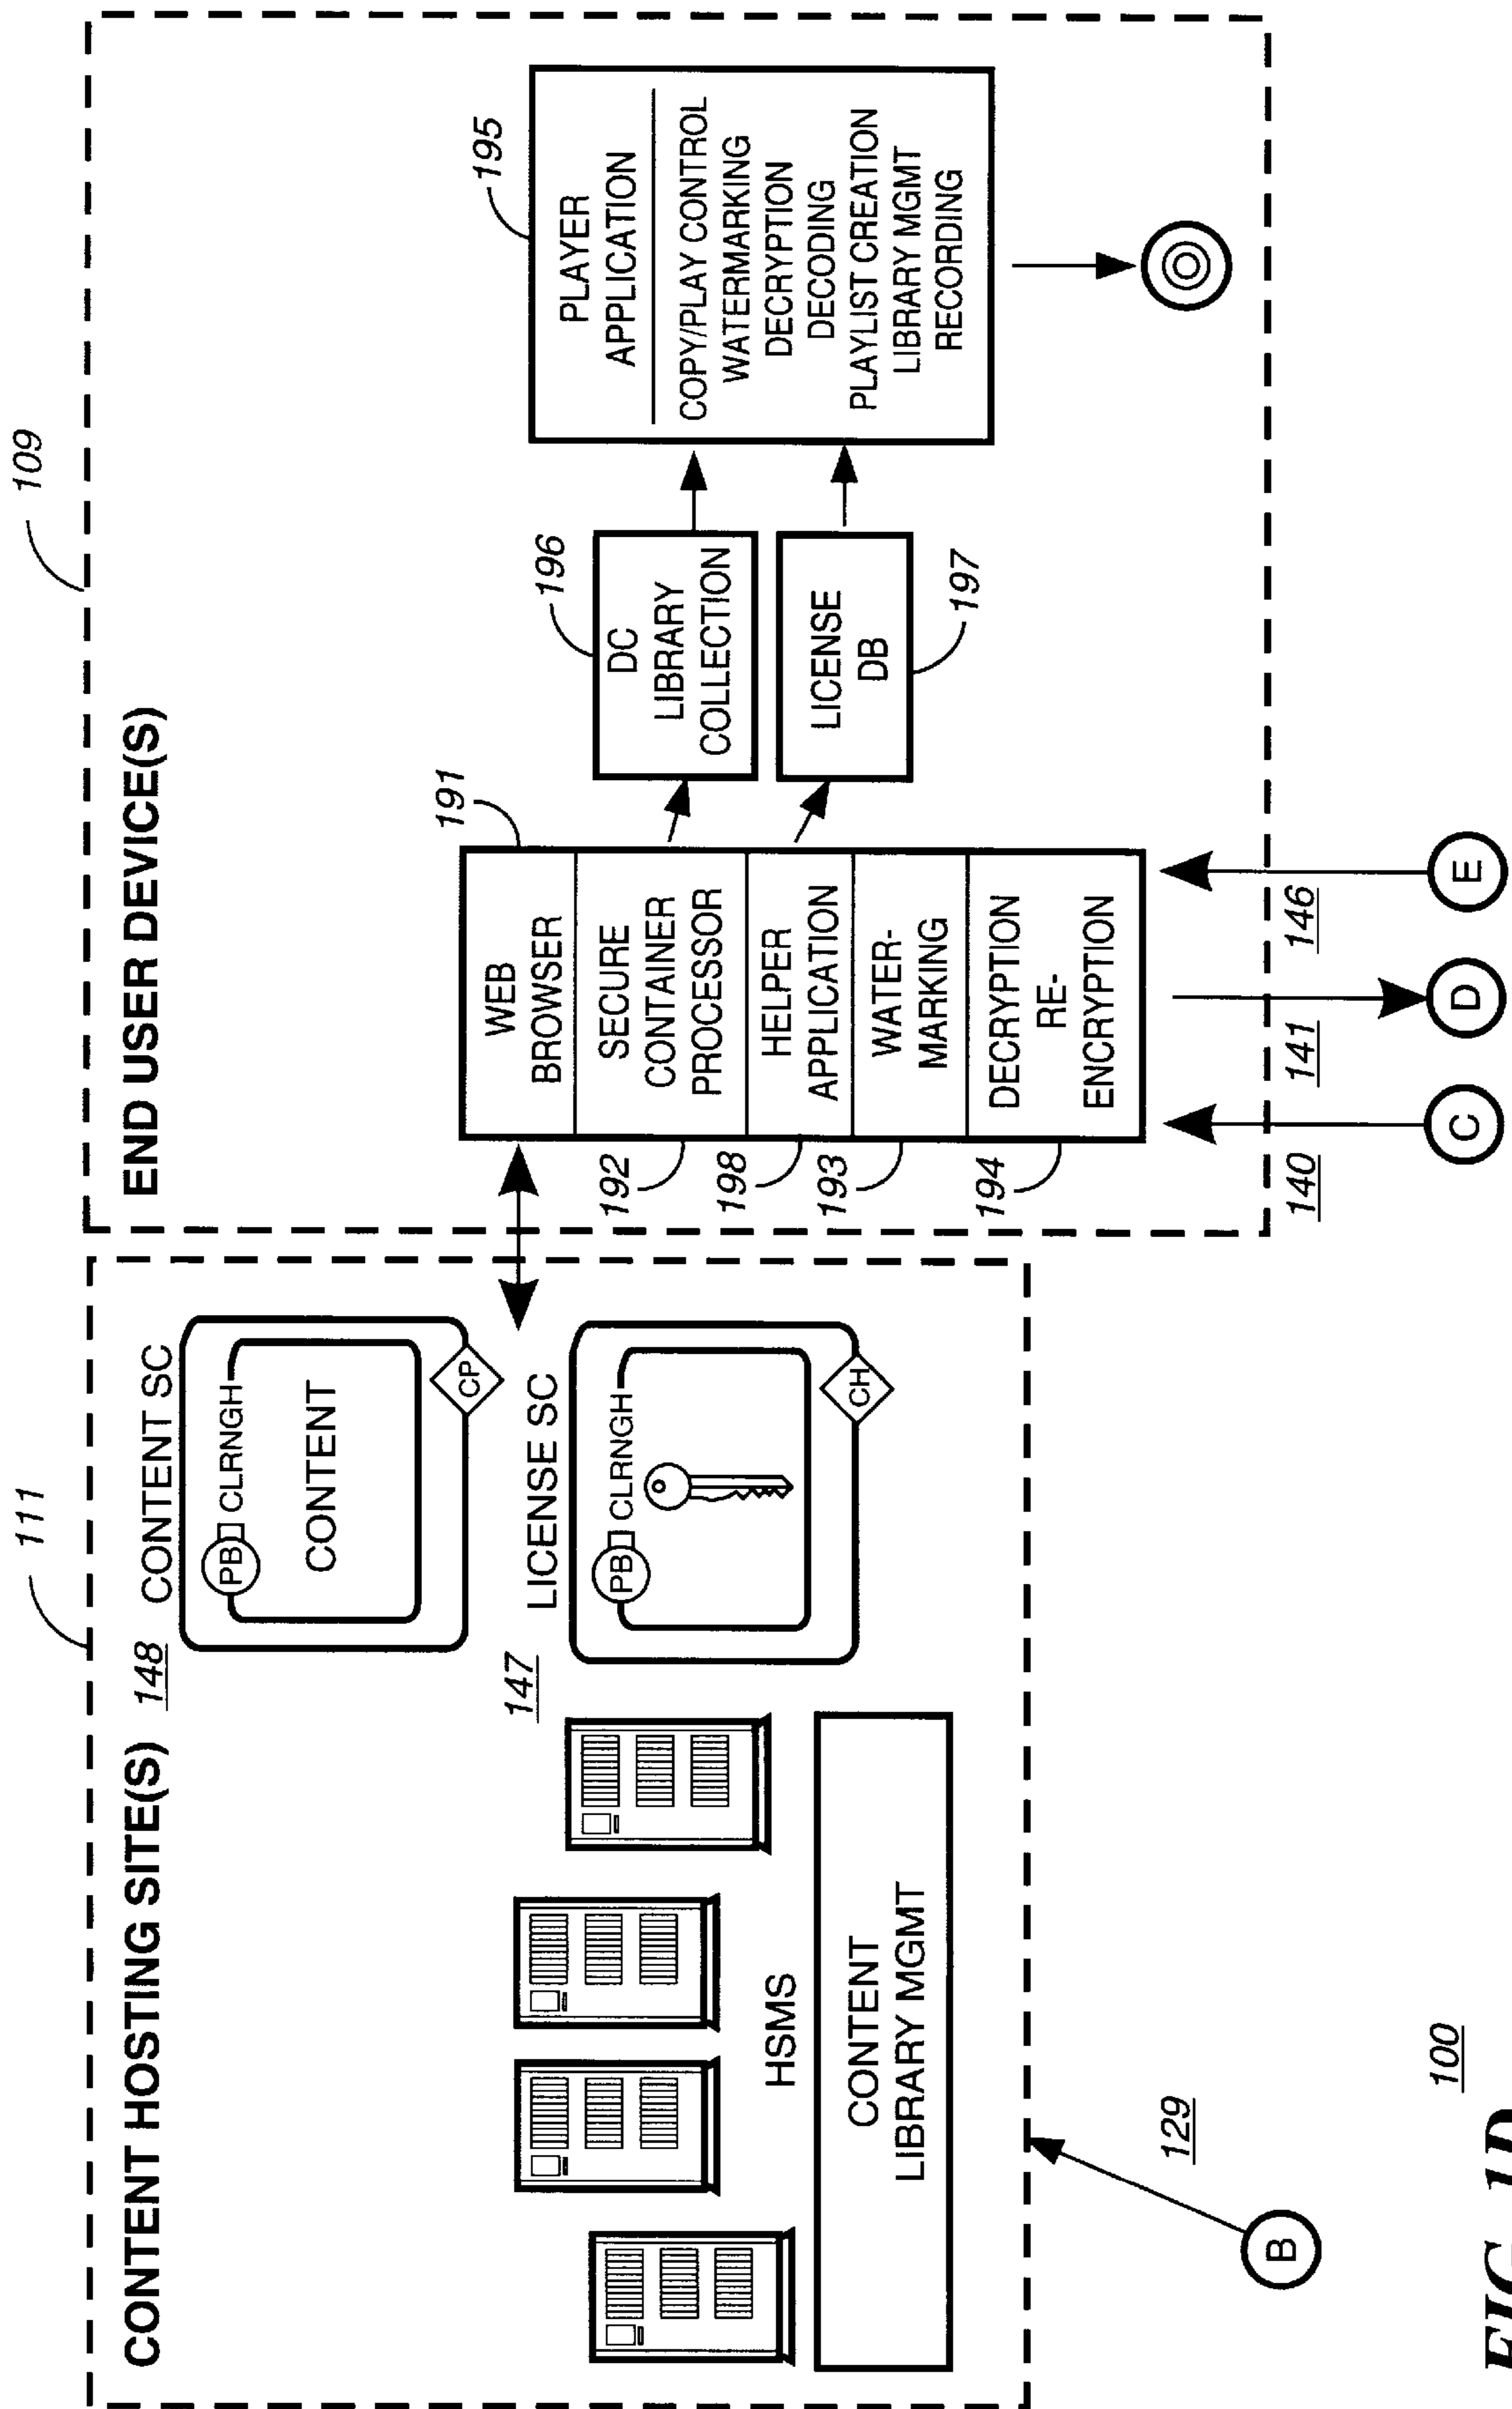 111
CONTENT HOSTING SITE(S)
148
CONTENT SC
PB
CLRNGH
CONTENT
CP
147
LICENSE SC
PB
CLRNGH
CH
HSMS
CONTENT
LIBRARY MGMT
129
B
109
END USER DEVICE(S)
191
WEB
BROWSER
SECURE
CONTAINER
PROCESSOR
HELPER
APPLICATION
WATER-
MARKING
DECRYPTION
RE-
ENCRYPTION
192
198
193
194
196
DC
LIBRARY
COLLECTION
LICENSE
DB
197
195
PLAYER
APPLICATION
COPY/PLAY CONTROL
WATERMARKING
DECRYPTION
DECODING
PLAYLIST CREATION
LIBRARY MGMT
RECORDING
140
141
146
C
D
E
100
FIG. 1D